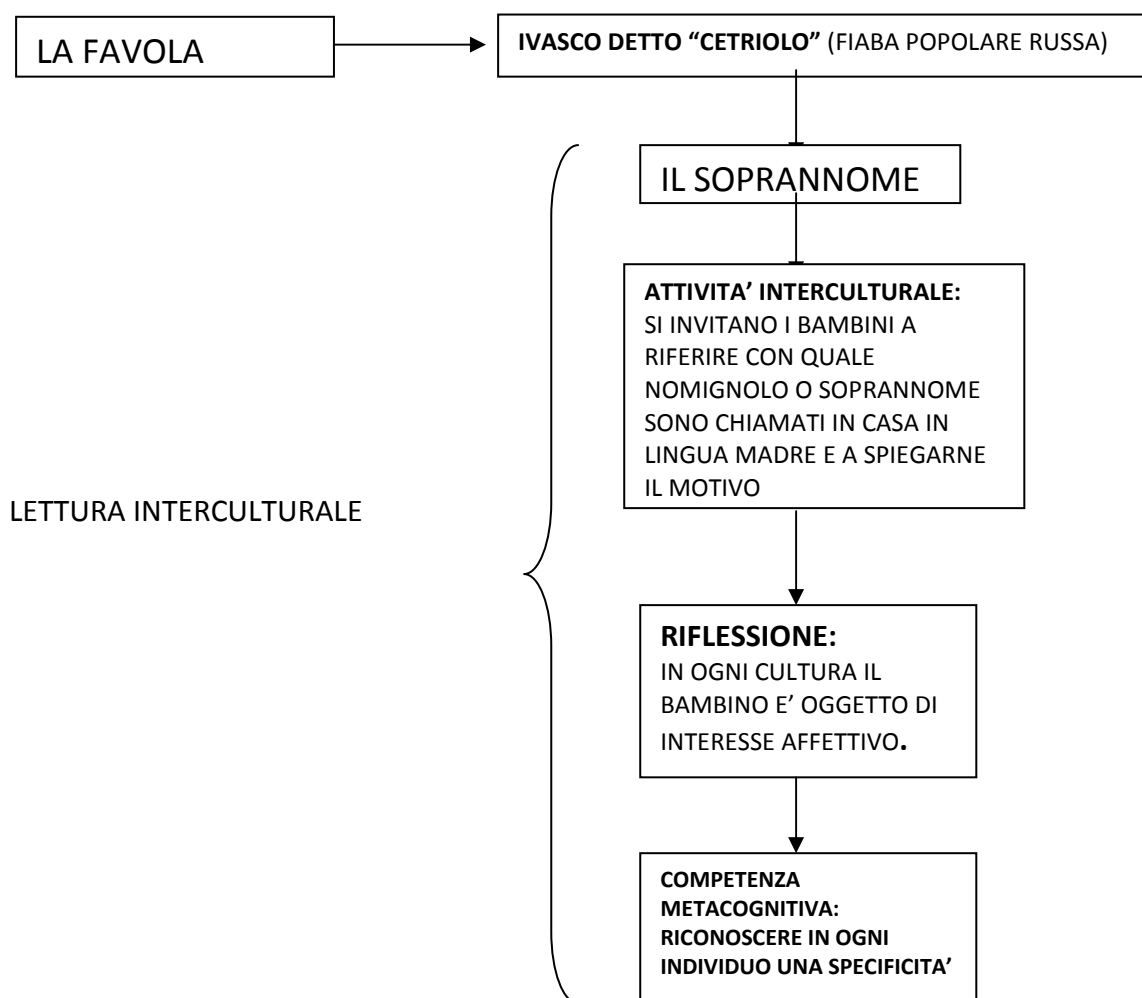 LA FAVOLA
IVASCO DETTO “CETRIOLO” (FIABA POPOLARE RUSSA)
IL SOPRANNOME
ATTIVITA’ INTERCULTURALE:
SI INVITANO I BAMBINI A
RIFERIRE CON QUALE
NOMIGNOLO O SOPRANNOME
SONO CHIAMATI IN CASA IN
LINGUA MADRE E A SPIEGARNE
IL MOTIVO
LETTURA INTERCULTURALE
RIFLESSIONE:
IN OGNI CULTURA IL
BAMBINO E’ OGGETTO DI
INTERESSE AFFETTIVO.
COMPETENZA
METACOGNITIVA:
RICONOSCERE IN OGNI
INDIVIDUO UNA SPECIFICITA’